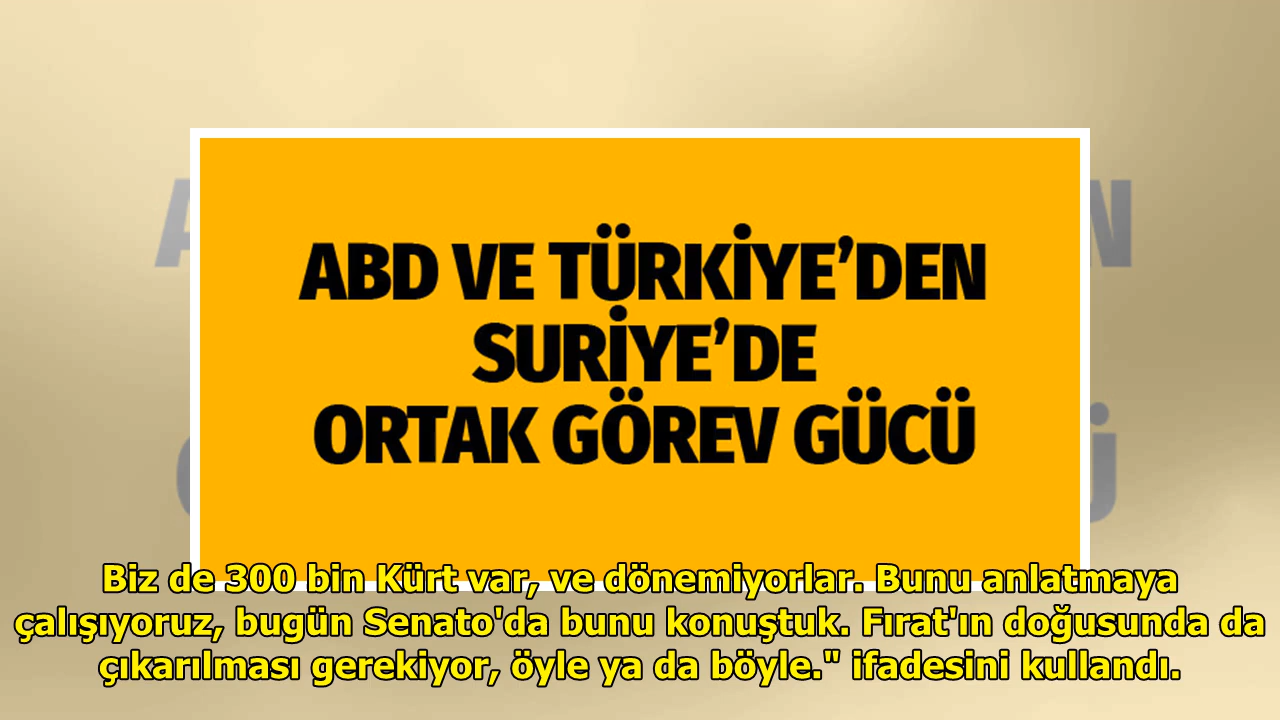 ABD VE TÜRKİYE’DEN
SURİYE’DE
ORTAK GÖREV GÜCÜ
Biz de 300 bin Kürt var, ve dönemiyorlar. Bunu anlatmaya
çalışıyoruz, bugün Senato'da bunu konuştuk. Fırat'ın doğusunda da
çıkarılması gerekiyor, öyle ya da böyle." ifadesini kullandı.